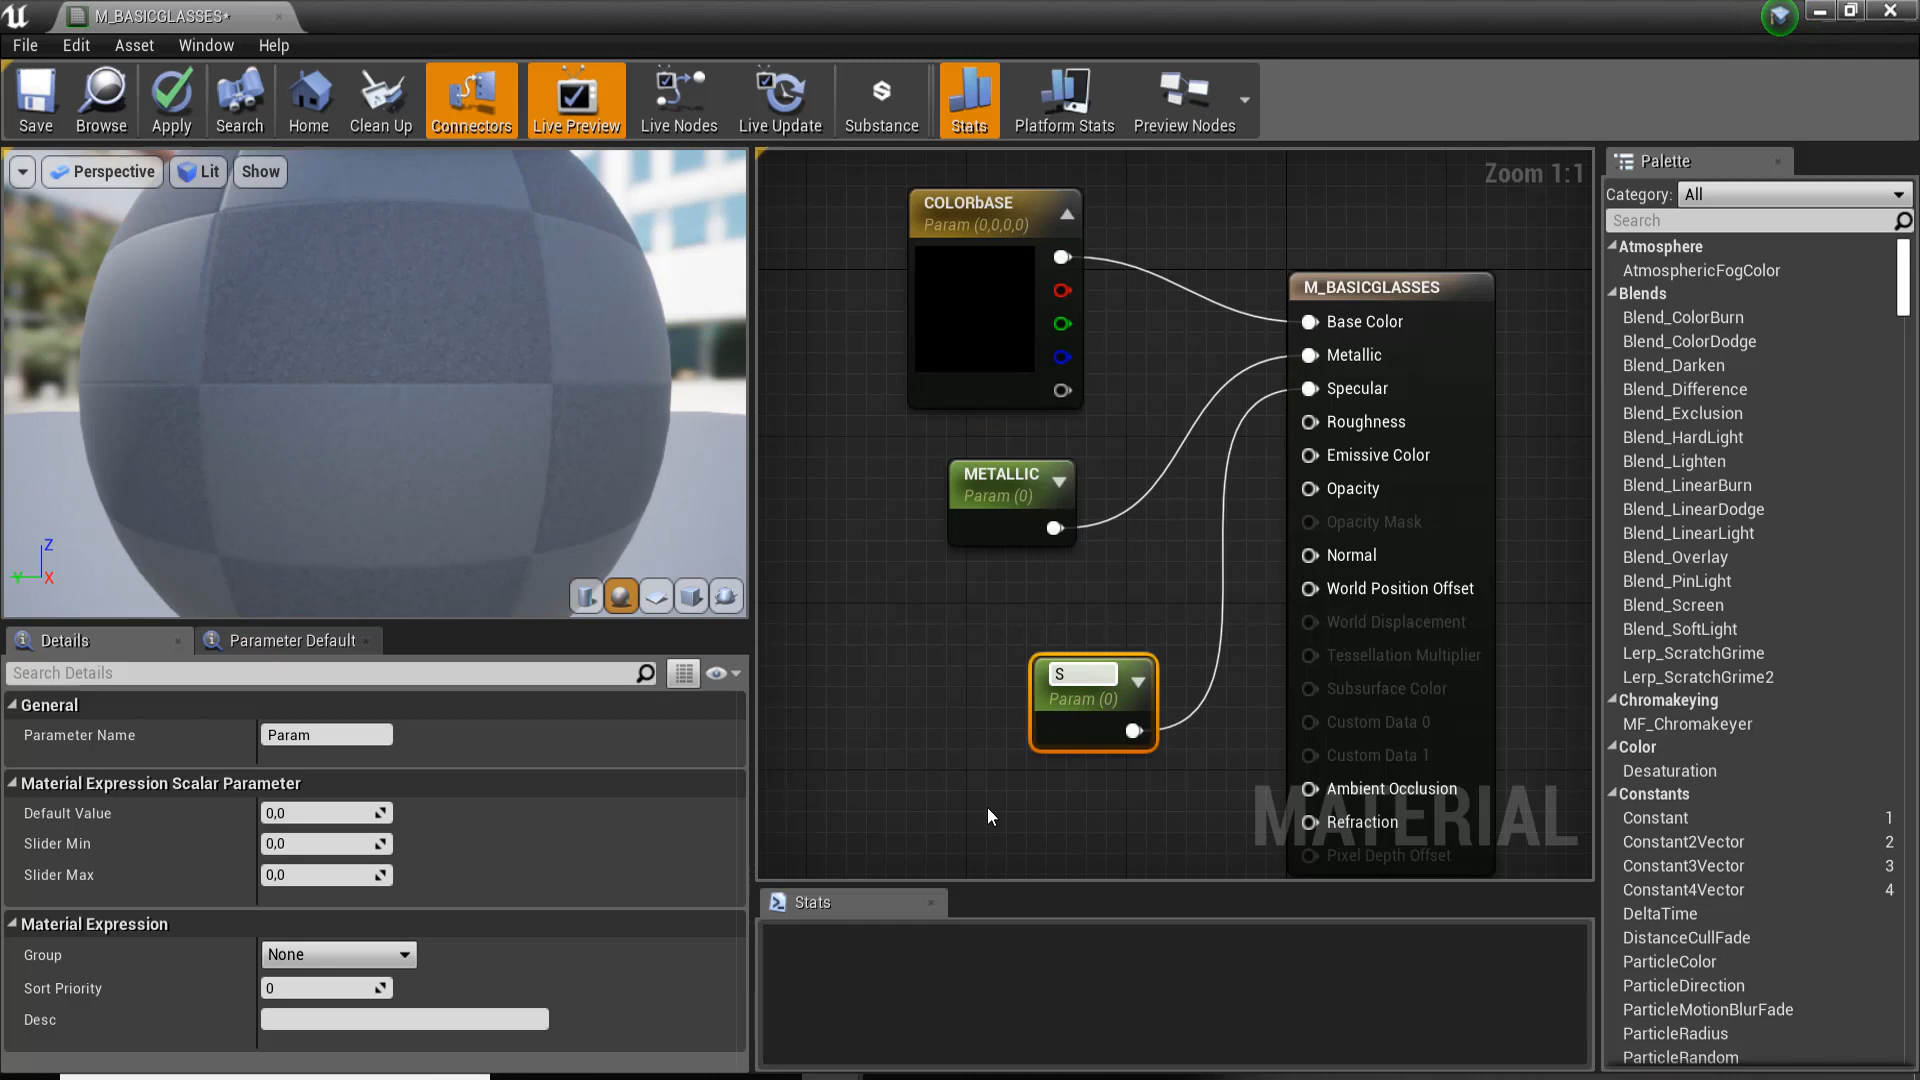 M_BASICGLASSES*
File Edit Asset Window Help
Save Browse Apply Search Home Clean Up Connectors Live Preview Live Nodes Live Update Substance Stats Platform Stats Preview Nodes
Perspective Lit Show
Zoom 1:1
COLORbASE
Param (0,0,0,0)
M_BASICGLASSES
Base Color
Metallic
Specular
Roughness
Emissive Color
Opacity
Opacity Mask
Normal
World Position Offset
World Displacement
Tessellation Multiplier
Subsurface Color
Custom Data 0
Custom Data 1
Ambient Occlusion
Refraction
Pixel Depth Offset
METALLIC
Param (0)
S
Param (0)
MATERIAL
Z
Y
X
Details Parameter Default
Search Details
General
Parameter Name Param
Material Expression Scalar Parameter
Default Value 0,0
Slider Min 0,0
Slider Max 0,0
Material Expression
Group None
Sort Priority 0
Desc
Stats
Palette
Category: All
Search
Atmosphere
AtmosphericFogColor
Blends
Blend_ColorBurn
Blend_ColorDodge
Blend_Darken
Blend_Difference
Blend_Exclusion
Blend_HardLight
Blend_Lighten
Blend_LinearBurn
Blend_LinearDodge
Blend_LinearLight
Blend_Overlay
Blend_PinLight
Blend_Screen
Blend_SoftLight
Lerp_ScratchGrime
Lerp_ScratchGrime2
Chromakeying
MF_Chromakeyer
Color
Desaturation
Constants
Constant 1
Constant2Vector 2
Constant3Vector 3
Constant4Vector 4
DeltaTime
DistanceCullFade
ParticleColor
ParticleDirection
ParticleMotionBlurFade
ParticleRadius
ParticleRandom